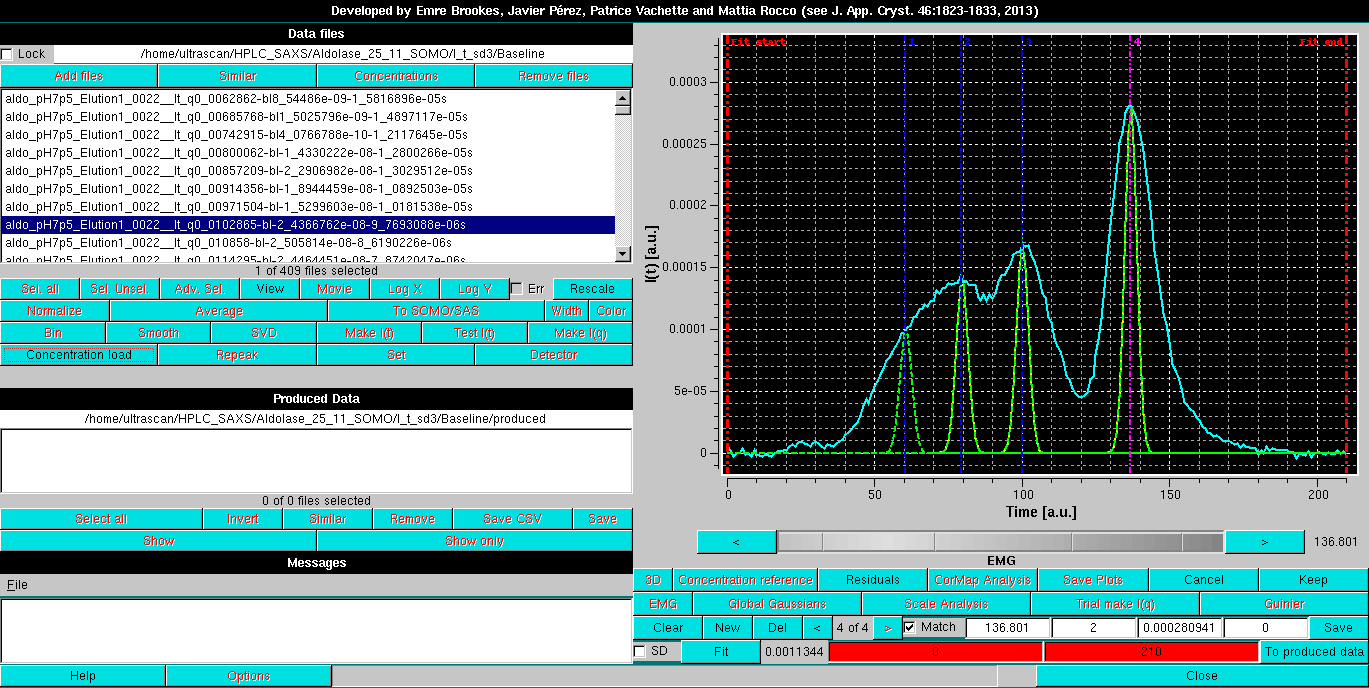 Developed by Emre Brookes, Javier Pérez, Patrice Vachette and Mattia Rocco (see J. App. Cryst. 46:1823-1833, 2013)
Data files
Lock /home/ultrascan/HPLC_SAXS/Aldolase_25_11_SOMO/I_t_sd3/Baseline
Add files Similar Concentrations Remove files
aldo_pH7p5_Elution1_0022__It_q0_0062862-bl8_54486e-09-1_5816896e-05s
aldo_pH7p5_Elution1_0022__It_q0_00685768-bl1_5025796e-09-1_4897117e-05s
aldo_pH7p5_Elution1_0022__It_q0_00742915-bl4_0766788e-10-1_2117645e-05s
aldo_pH7p5_Elution1_0022__It_q0_00800062-bl-1_4330222e-08-1_2800266e-05s
aldo_pH7p5_Elution1_0022__It_q0_00857209-bl-2_2906982e-08-1_3029512e-05s
aldo_pH7p5_Elution1_0022__It_q0_00914356-bl-1_8944459e-08-1_0892503e-05s
aldo_pH7p5_Elution1_0022__It_q0_00971504-bl-1_5299603e-08-1_0181538e-05s
aldo_pH7p5_Elution1_0022__It_q0_0102865-bl-2_4366762e-08-9_7693088e-06s
aldo_pH7p5_Elution1_0022__It_q0_010858-bl-2_505814e-08-8_6190226e-06s
aldo_pH7p5_Elution1_0022__It_q0_0114295-bl-2_4464451e-08-7_8742047e-06s
1 of 409 files selected
Sel. all Sel. Unsel. Adv. Sel. View Movie Log X Log Y Err Rescale
Normalize Average To SOMO/SAS Width Color
Bin Smooth SVD Make I(t) Test I(t) Make I(q)
Concentration load Repeak Set Detector
Produced Data
/home/ultrascan/HPLC_SAXS/Aldolase_25_11_SOMO/I_t_sd3/Baseline/produced
0 of 0 files selected
Select all Invert Similar Remove Save CSV Save
Show Show only
Messages
File
Help Options
Fit start 1 2 3 4 Fit end
I(t) [a.u.]
0.0003
0.00025
0.0002
0.00015
0.0001
5e-05
0
0 50 100 150 200
Time [a.u.]
< > 136.801
EMG
3D Concentration reference Residuals CorMap Analysis Save Plots Cancel Keep
EMG Global Gaussians Scale Analysis Trial make I(q) Guinier
Clear New Del < 4 of 4 > Match 136.801 2 0.000280941 0 Save
SD Fit 0.0011344 0 210 To produced data
Close